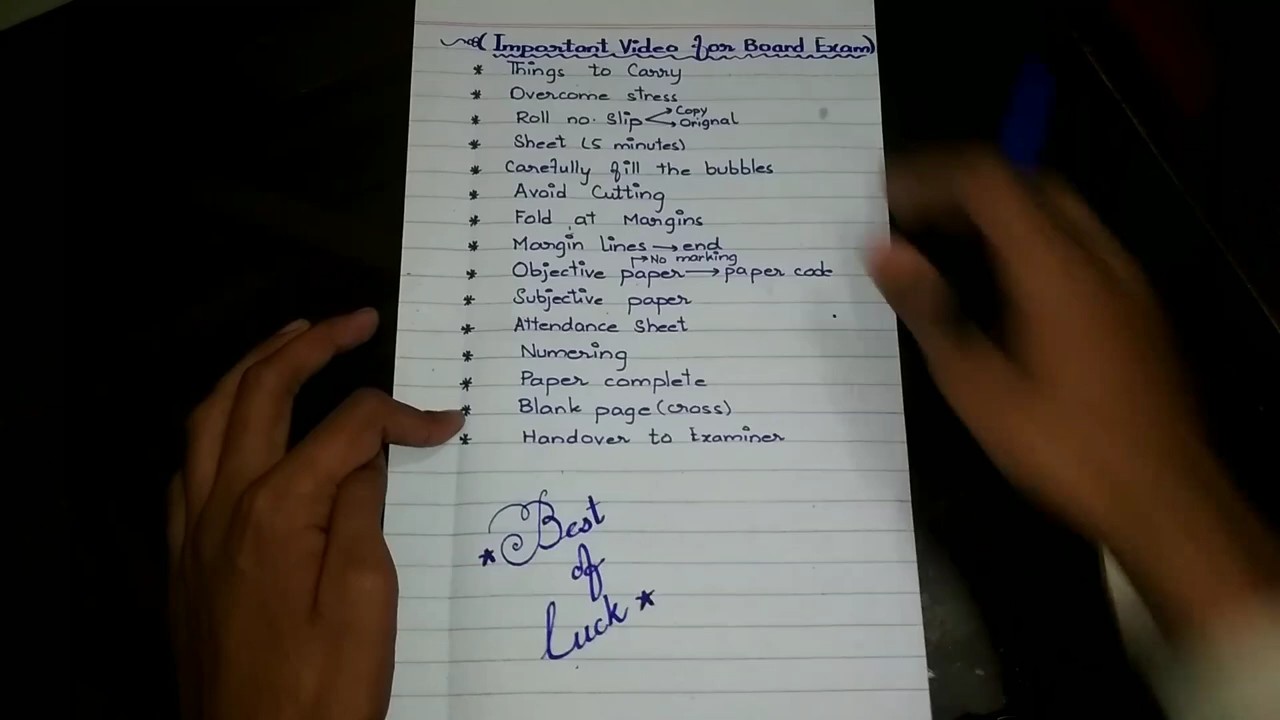 (Important Video for Board Exam)
* Things to Carry
* Overcome stress
* Roll no. Slip → Copy
→ Orignal
* Sheet (5 minutes)
* Carefully fill the bubbles
* Avoid Cutting
* Fold at Margins
* Margin lines → end
→ No marking
* Objective paper → paper code
* Subjective paper
* Attendance Sheet
* Numering
* Paper complete
* Blank page (cross)
* Handover to Examiner
* Best
of
Luck *